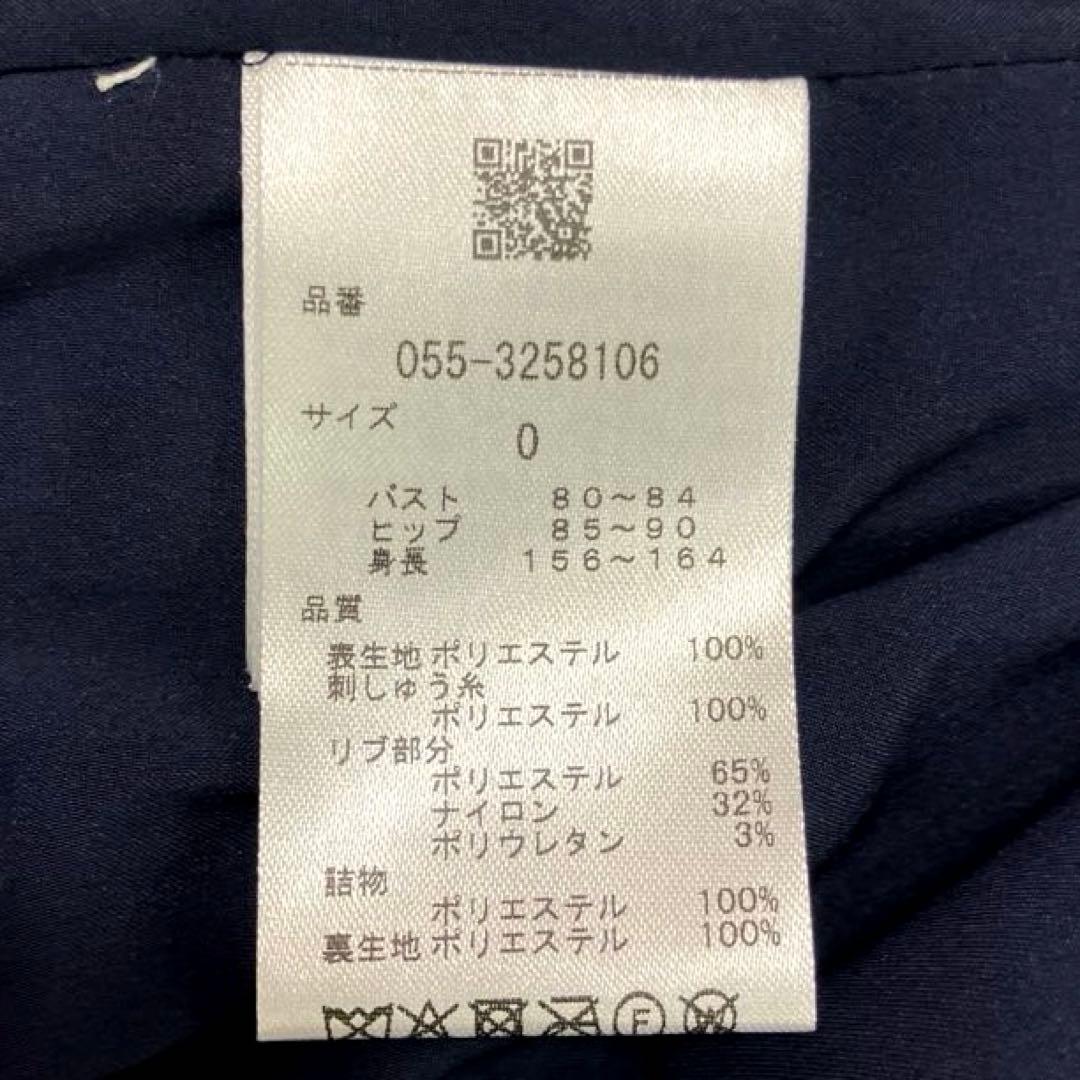 品番
055-3258106
サイズ
0
バスト 80～84
ヒップ 85～90
身長 156～164
品質
表生地 ポリエステル 100%
刺しゅう糸
ポリエステル 100%
リブ部分
ポリエステル 65%
ナイロン 32%
ポリウレタン 3%
詰物
ポリエステル 100%
裏生地 ポリエステル 100%
F W